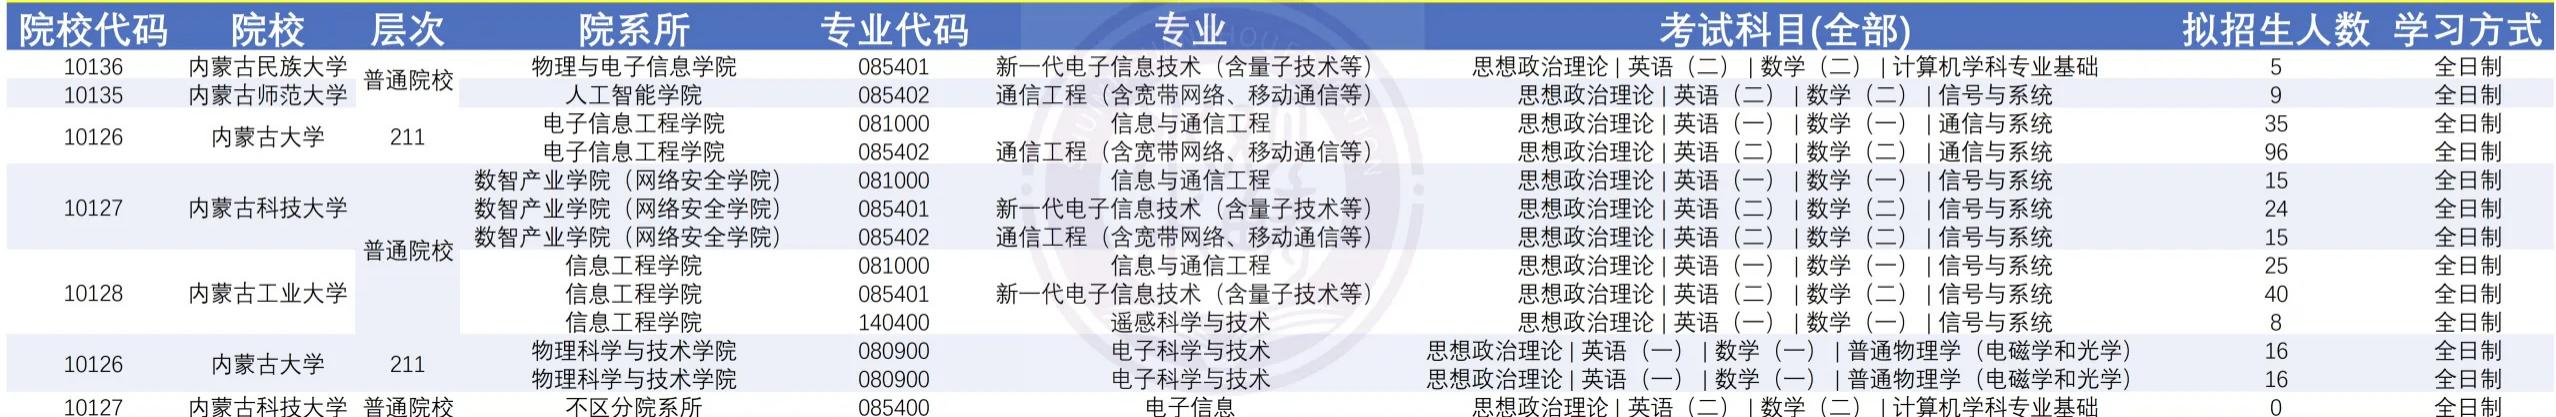 院校代码 院校 层次 院系所 专业代码 专业 考试科目(全部) 拟招生人数 学习方式
10136 内蒙古民族大学 普通院校 物理与电子信息学院 085401 新一代电子信息技术（含量子技术等） 思想政治理论|英语（二）|数学（二）|计算机学科专业基础 5 全日制
10135 内蒙古师范大学 人工智能学院 085402 通信工程（含宽带网络、移动通信等） 思想政治理论|英语（二）|数学（二）|信号与系统 9 全日制
10126 内蒙古大学 211 电子信息工程学院 081000 信息与通信工程 思想政治理论|英语（一）|数学（一）|通信与系统 35 全日制
电子信息工程学院 085402 通信工程（含宽带网络、移动通信等） 思想政治理论|英语（二）|数学（二）|通信与系统 96 全日制
数智产业学院（网络安全学院） 081000 信息与通信工程 思想政治理论|英语（一）|数学（一）|信号与系统 15 全日制
10127 内蒙古科技大学 普通院校 数智产业学院（网络安全学院） 085401 新一代电子信息技术（含量子技术等） 思想政治理论|英语（二）|数学（二）|信号与系统 24 全日制
数智产业学院（网络安全学院） 085402 通信工程（含宽带网络、移动通信等） 思想政治理论|英语（二）|数学（二）|信号与系统 15 全日制
信息工程学院 081000 信息与通信工程 思想政治理论|英语（一）|数学（一）|信号与系统 25 全日制
10128 内蒙古工业大学 信息工程学院 085401 新一代电子信息技术（含量子技术等） 思想政治理论|英语（二）|数学（二）|信号与系统 40 全日制
信息工程学院 140400 遥感科学与技术 思想政治理论|英语（一）|数学（一）|信号与系统 8 全日制
10126 内蒙古大学 211 物理科学与技术学院 080900 电子科学与技术 思想政治理论|英语（一）|数学（一）|普通物理学（电磁学和光学） 16 全日制
物理科学与技术学院 080900 电子科学与技术 思想政治理论|英语（一）|数学（一）|普通物理学（电磁学和光学） 16 全日制
10127 内蒙古科技大学 普通院校 不区分院系所 085400 电子信息 思想政治理论|英语（二）|数学（二）|计算机学科专业基础 0 全日制